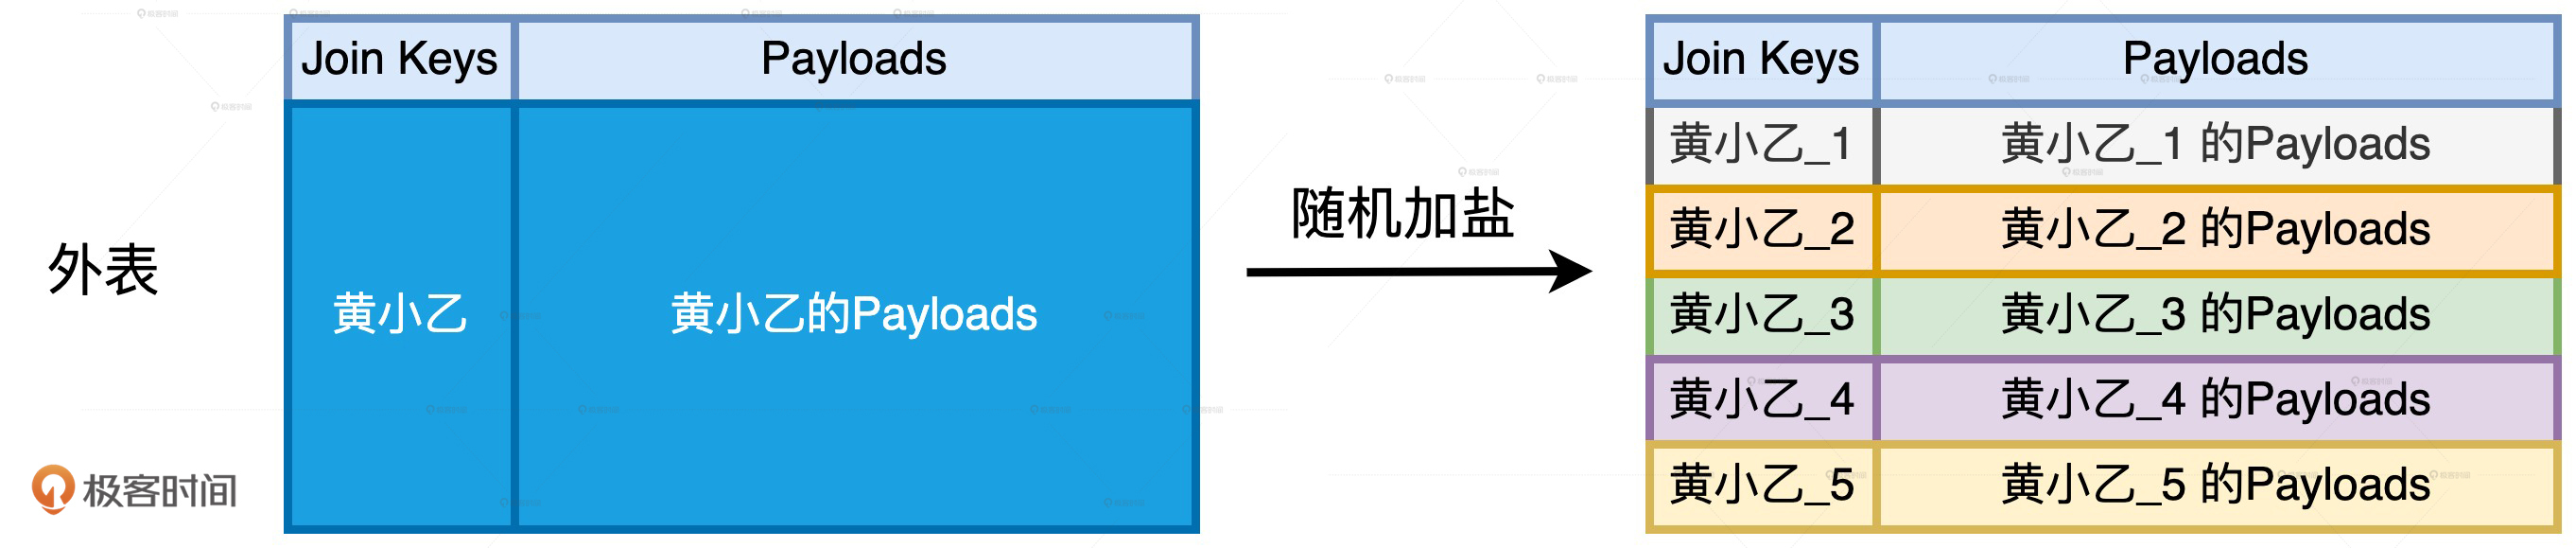 外表
Join Keys Payloads
黄小乙 黄小乙的Payloads
随机加盐
Join Keys Payloads
黄小乙_1 黄小乙_1 的Payloads
黄小乙_2 黄小乙_2 的Payloads
黄小乙_3 黄小乙_3 的Payloads
黄小乙_4 黄小乙_4 的Payloads
黄小乙_5 黄小乙_5 的Payloads
极客时间